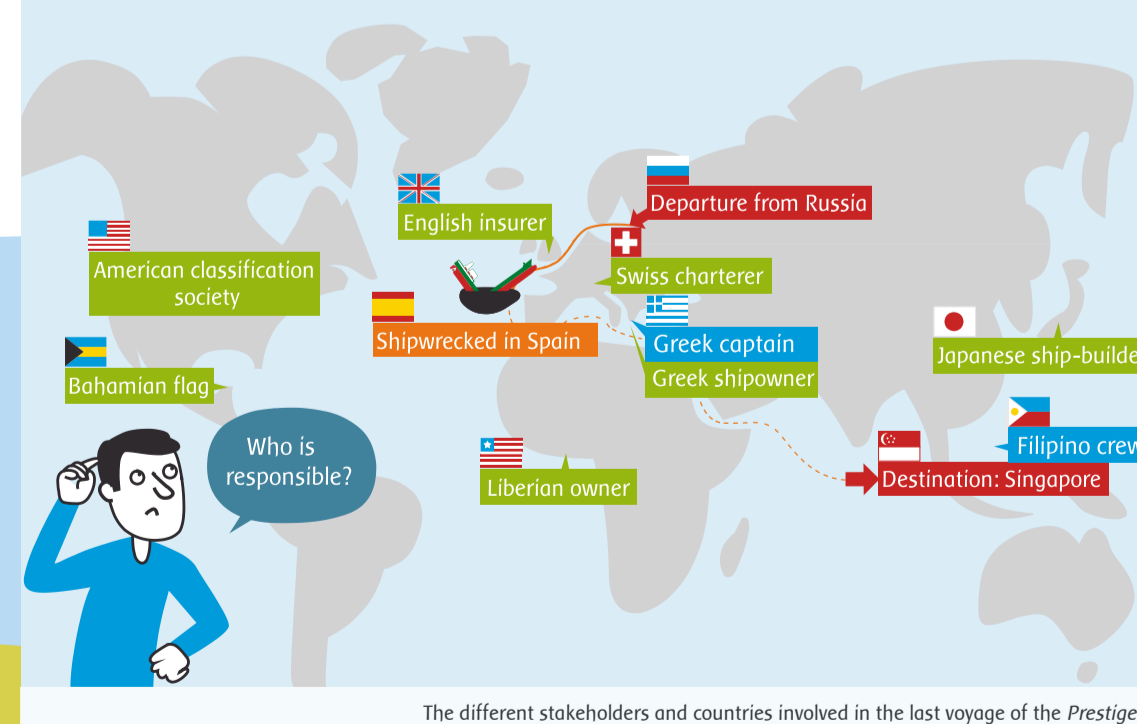 English insurer
Departure from Russia
American classification
society
Swiss charterer
Shipwrecked in Spain
Greek captain
Japanese ship-builde
Bahamian flag
Greek shipowner
Who is
responsible?
Filipino crew
Liberian owner
Destination: Singapore
The different stakeholders and countries involved in the last voyage of the Prestige